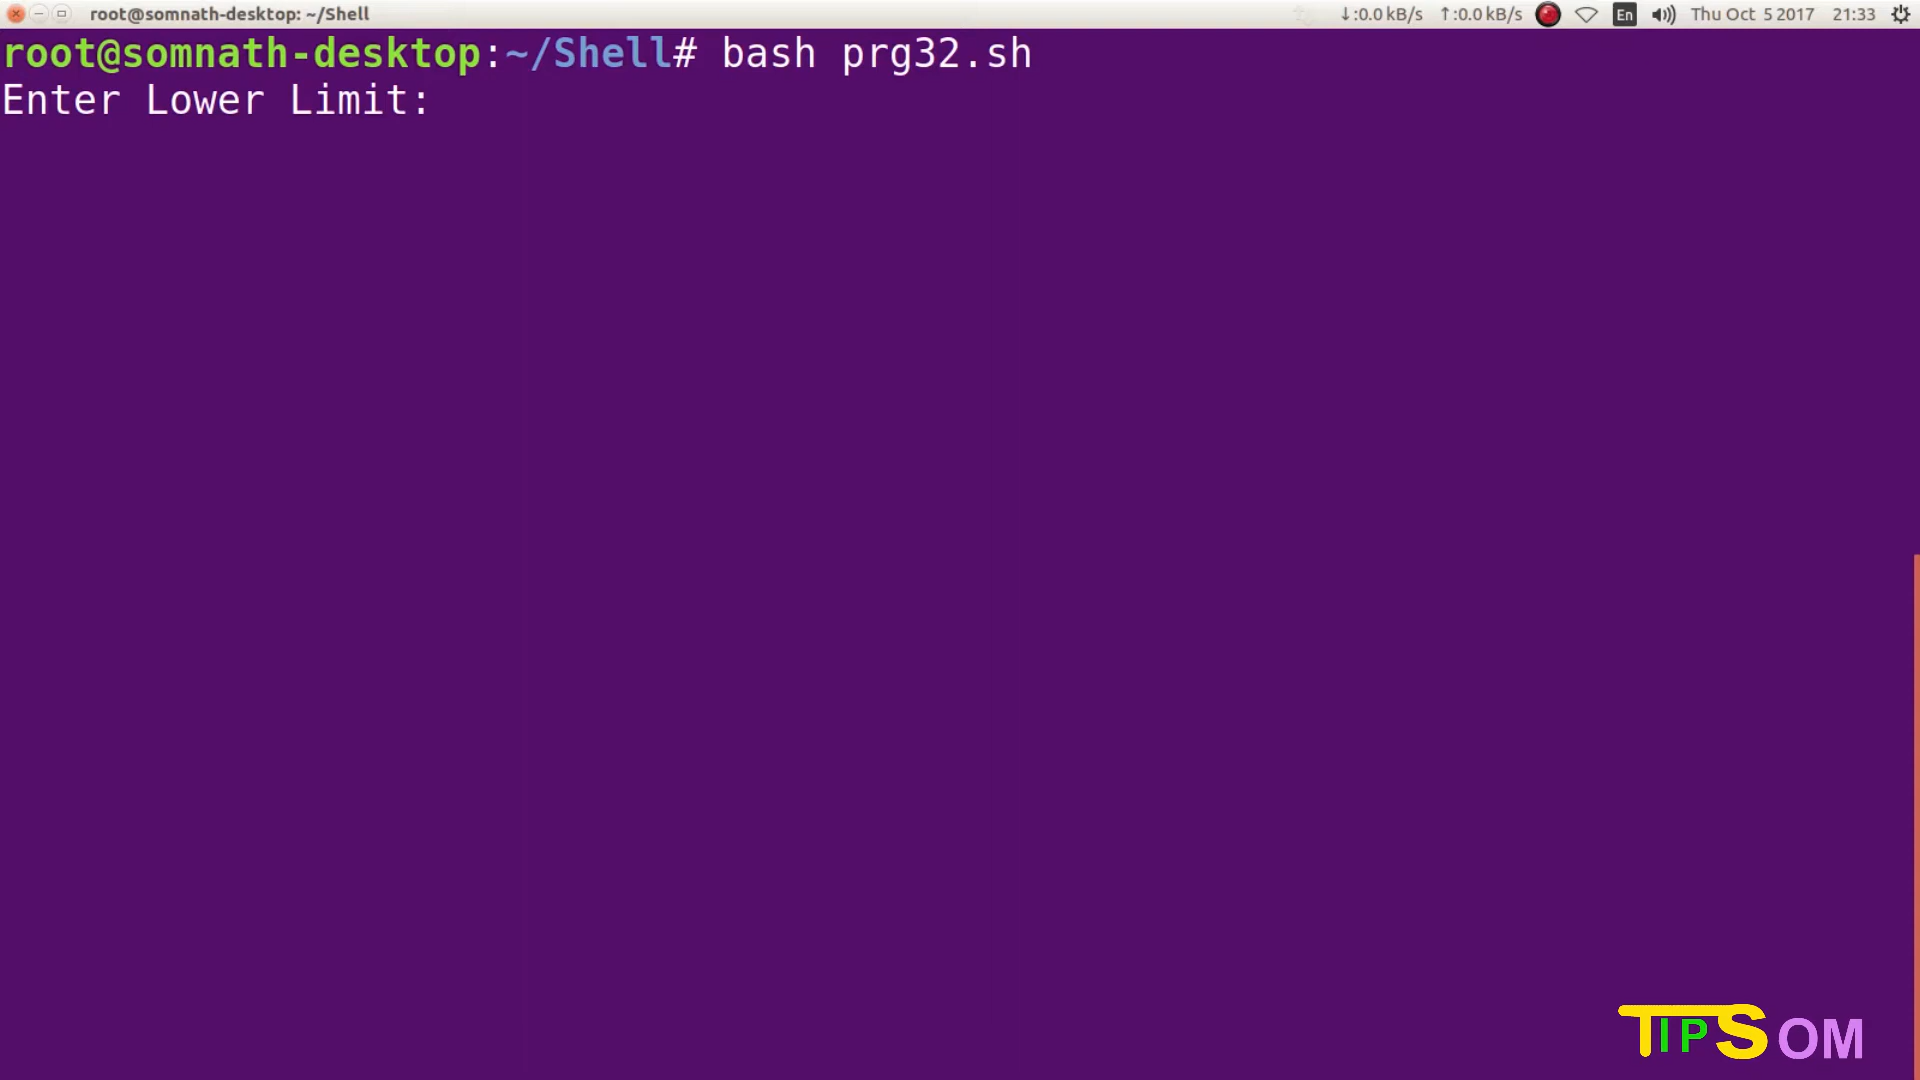 root@somnath-desktop: ~/Shell
↓:0.0 kB/s ↑:0.0 kB/s En Thu Oct 5 2017 21:33
root@somnath-desktop:~/Shell# bash prg32.sh
Enter Lower Limit:
TIPSOM